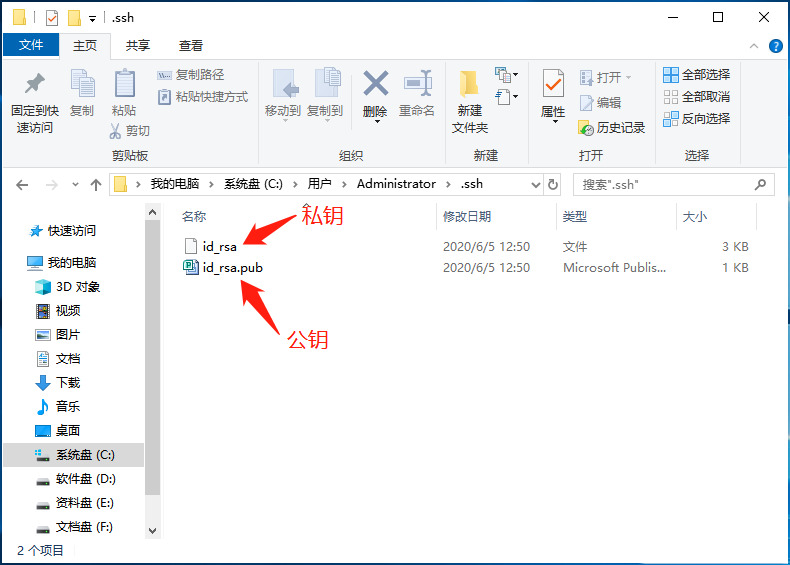 .ssh
文件 主页 共享 查看
固定到快速访问
复制
粘贴
复制路径
粘贴快捷方式
剪切
剪贴板
移动到
复制到
删除
重命名
组织
新建
文件夹
新建
属性
打开
编辑
历史记录
打开
全部选择
全部取消
反向选择
选择
我的电脑 系统盘 (C:) 用户 Administrator .ssh
搜索".ssh"
名称 修改日期 类型 大小
私钥
id_rsa 2020/6/5 12:50 文件 3 KB
id_rsa.pub 2020/6/5 12:50 Microsoft Publis... 1 KB
公钥
快速访问
我的电脑
3D 对象
视频
图片
文档
下载
音乐
桌面
系统盘 (C:)
软件盘 (D:)
资料盘 (E:)
文档盘 (F:)
2 个项目